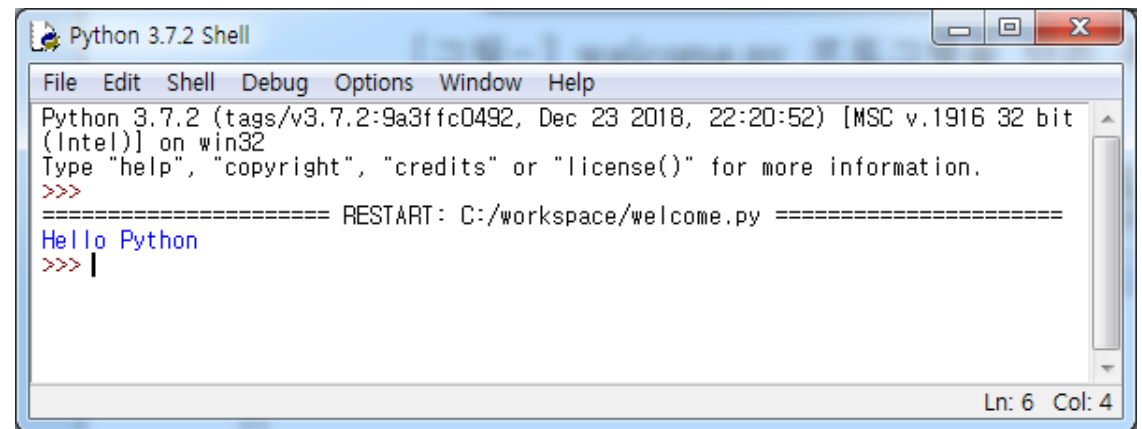 Python 3.7.2 Shell
File Edit Shell Debug Options Window Help
Python 3.7.2 (tags/v3.7.2:9a3ffc0492, Dec 23 2018, 22:20:52) [MSC v.1916 32 bit
(Intel)] on win32
Type "help", "copyright", "credits" or "license()" for more information.
>>>
====================== RESTART: C:/workspace/welcome.py ======================
Hello Python
>>>
Ln: 6 Col: 4